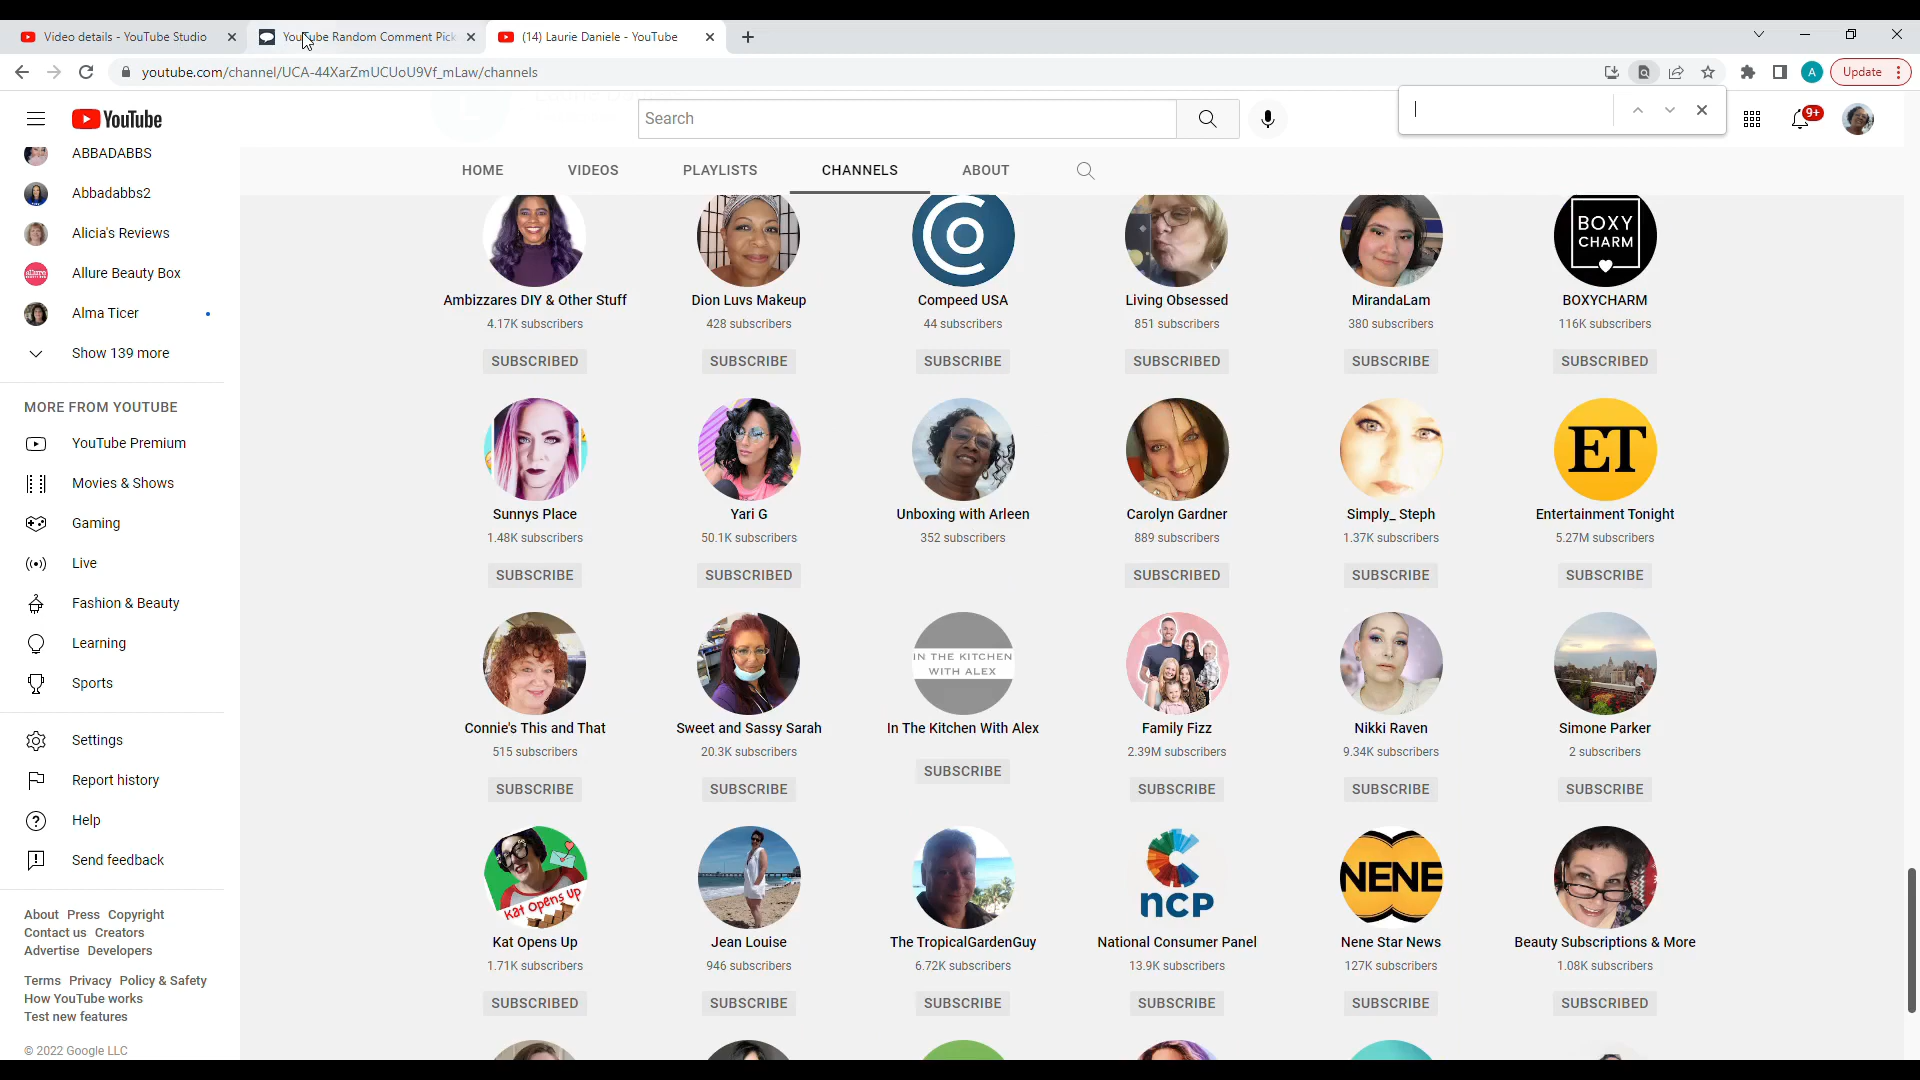 Video details - YouTube Studio
YouTube Random Comment Pick
(14) Laurie Daniele - YouTube
youtube.com/channel/UCA-44XarZmUCUoU9Vf_mLaw/channels
A
Update
YouTube
Search
9+
HOME
VIDEOS
PLAYLISTS
CHANNELS
ABOUT
ABBADABBS
Abbadabbs2
Alicia's Reviews
allure
Allure Beauty Box
Alma Ticer
Show 139 more
MORE FROM YOUTUBE
YouTube Premium
Movies & Shows
Gaming
Live
Fashion & Beauty
Learning
Sports
Settings
Report history
Help
Send feedback
About Press Copyright
Contact us Creators
Advertise Developers
Terms Privacy Policy & Safety
How YouTube works
Test new features
© 2022 Google LLC
BOXY
CHARM
Ambizzares DIY & Other Stuff
4.17K subscribers
SUBSCRIBED
Dion Luvs Makeup
428 subscribers
SUBSCRIBE
Compeed USA
44 subscribers
SUBSCRIBE
Living Obsessed
851 subscribers
SUBSCRIBED
MirandaLam
380 subscribers
SUBSCRIBE
BOXYCHARM
116K subscribers
SUBSCRIBED
Sunnys Place
1.48K subscribers
SUBSCRIBE
Yari G
50.1K subscribers
SUBSCRIBED
Unboxing with Arleen
352 subscribers
Carolyn Gardner
889 subscribers
SUBSCRIBED
Simply_ Steph
1.37K subscribers
SUBSCRIBE
ET
Entertainment Tonight
5.27M subscribers
SUBSCRIBE
Connie's This and That
515 subscribers
SUBSCRIBE
Sweet and Sassy Sarah
20.3K subscribers
SUBSCRIBE
IN THE KITCHEN
WITH ALEX
In The Kitchen With Alex
SUBSCRIBE
Family Fizz
2.39M subscribers
SUBSCRIBE
Nikki Raven
9.34K subscribers
SUBSCRIBE
Simone Parker
2 subscribers
SUBSCRIBE
Kat Opens Up
Kat Opens Up
1.71K subscribers
SUBSCRIBED
Jean Louise
946 subscribers
SUBSCRIBE
The TropicalGardenGuy
6.72K subscribers
SUBSCRIBE
ncp
National Consumer Panel
13.9K subscribers
SUBSCRIBE
NENE
Nene Star News
127K subscribers
SUBSCRIBE
Beauty Subscriptions & More
1.08K subscribers
SUBSCRIBED